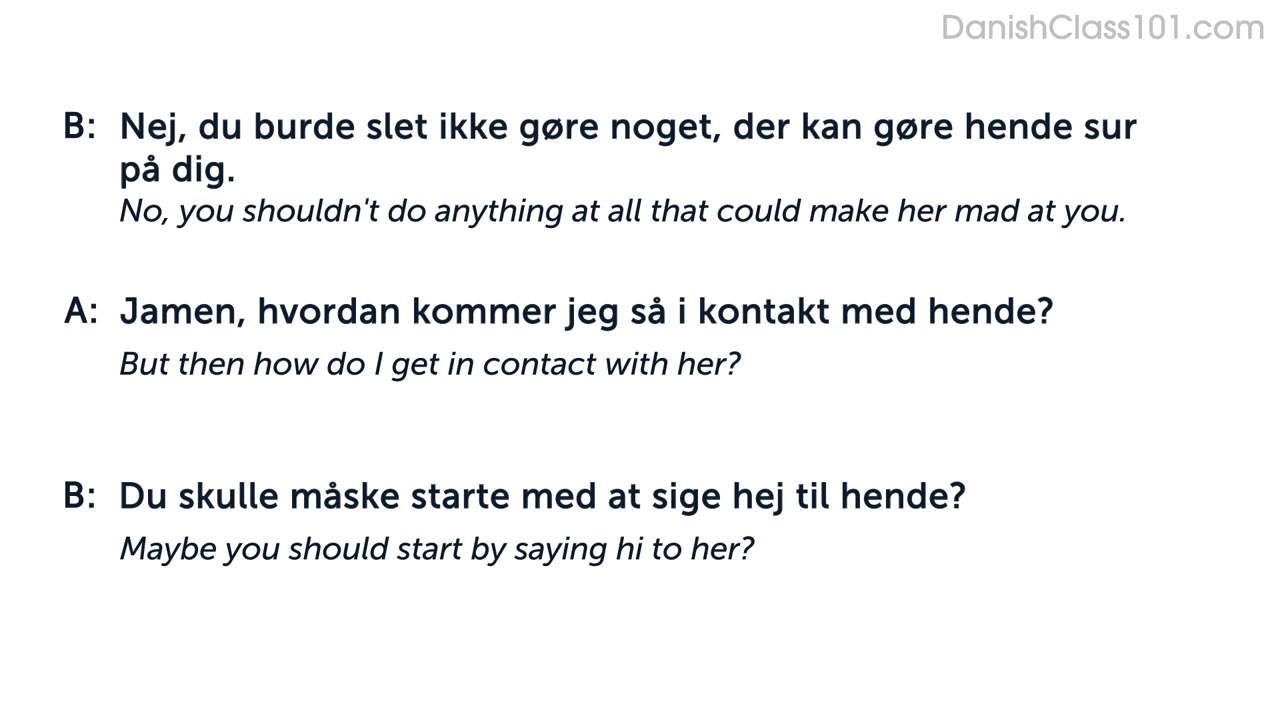 DanishClass101.com
B: Nej, du burde slet ikke gøre noget, der kan gøre hende sur
på dig.
No, you shouldn't do anything at all that could make her mad at you.
A: Jamen, hvordan kommer jeg så i kontakt med hende?
But then how do I get in contact with her?
B: Du skulle måske starte med at sige hej til hende?
Maybe you should start by saying hi to her?